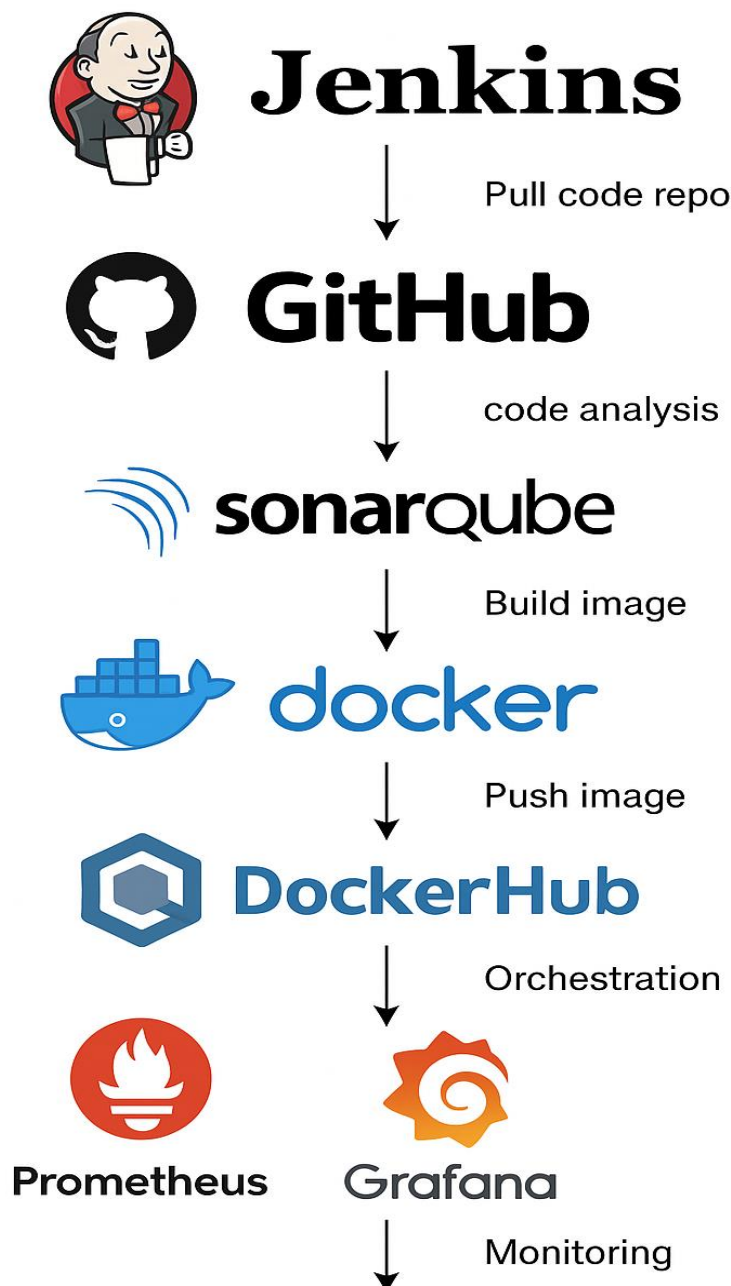 Jenkins
Pull code repo
GitHub
code analysis
sonarqube
Build image
docker
Push image
DockerHub
Orchestration
Prometheus Grafana
Monitoring